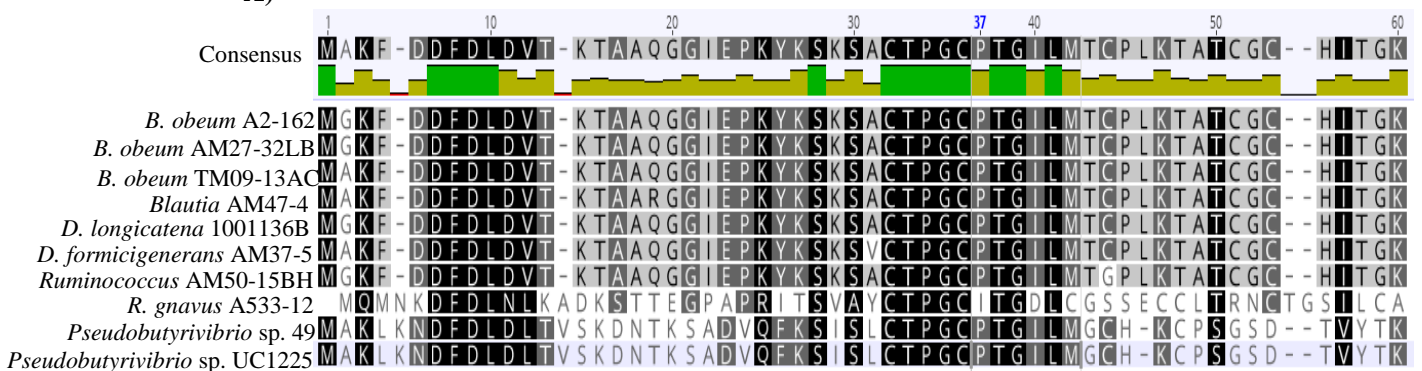 1 10 20 30 37 40 50 60
Consensus MAKF-DDFDLDVT-KTAAQGGIEPKYKSKSACTPGCPTGILMTCPLKTATCGC--HITGK
B. obeum A2-162 MGKF-DDFDLDVT-KTAAQGGIEPKYKSKSACTPGCPTGILMTCPLKTATCGC--HITGK
B. obeum AM27-32LB MGKF-DDFDLDVT-KTAAQGGIEPKYKSKSACTPGCPTGILMTCPLKTATCGC--HITGK
B. obeum TM09-13AC MAKF-DDFDLDVT-KTAARGGIEPKYKSKSACTPGCPTGILMTCPLKTATCGC--HITGK
Blautia AM47-4 MAKF-DDFDLDVT-KTAARGGIEPKYKSKSACTPGCPTGILMTCPLKTATCGC--HITGK
D. longicatena 1001136B MGKF-DDFDLDVT-KTAAQGGIEPKYKSKSACTPGCPTGILMTCPLKTATCGC--HITGK
D. formicigenerans AM37-5 MAKF-DDFDLDVT-KTAAQGGIEPKYKSKSVCTPGCPTGILMTCPLKTATCGC--HITGK
Ruminococcus AM50-15BH MGKF-DDFDLDVT-KTAAQGGIEPKYKSKSACTPGCPTGILMTGPLKTATCGC--HITGK
R. gnavus A533-12 MQMNKDFDLNLKADKSTTEGPAPRITSVAYCTPGCITGDLCGSSECCLTRNCTGSILCA
Pseudobutyrivibrio sp. 49 MAKLKNDFDLDLTVSKDNTKSADVQFKSISLCTPGCPTGILMGCH-KCPSGSD--TVYTK
Pseudobutyrivibrio sp. UC1225 MAKLKNDFDLDLTVSKDNTKSADVQFKSISLCTPGCPTGILMGCH-KCPSGSD--TVYTK